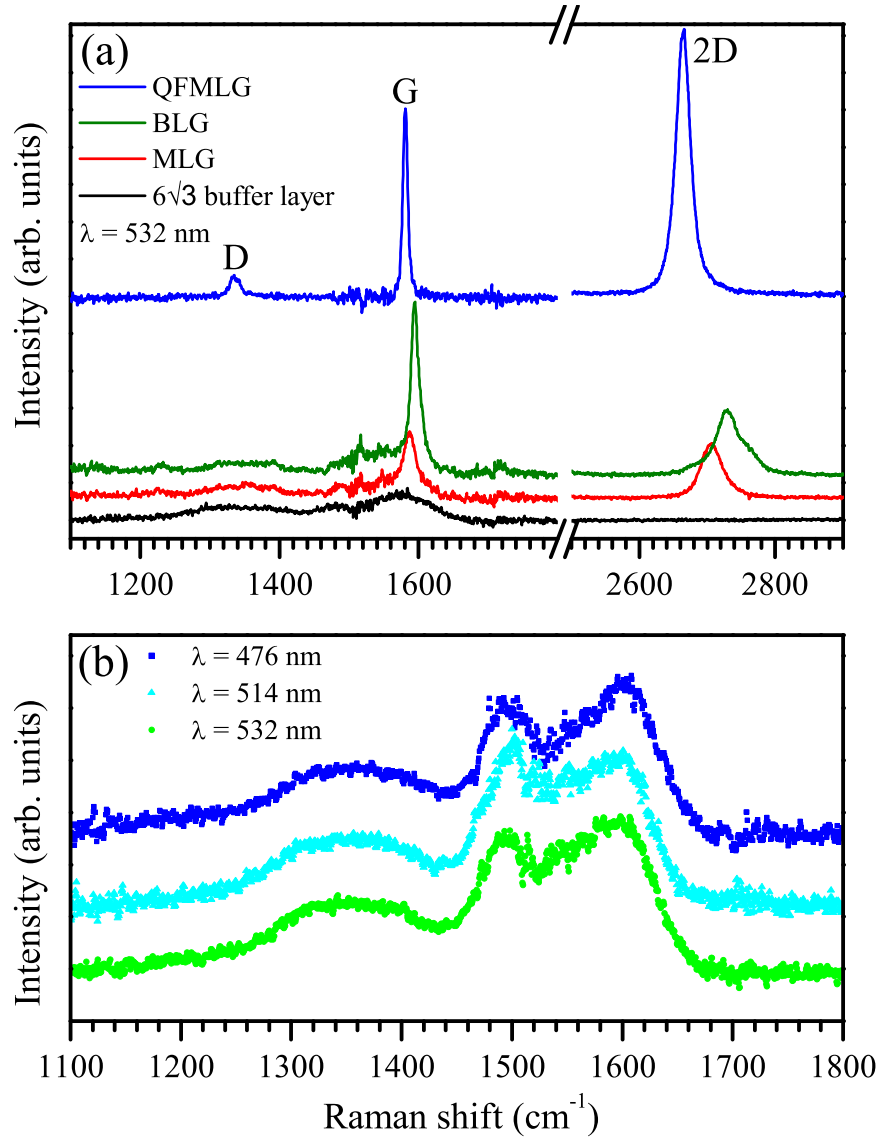 (a)
QFMLG
BLG
MLG
6√3 buffer layer
λ = 532 nm
D
G
2D
Intensity (arb. units)
1200 1400 1600 2600 2800
(b)
λ = 476 nm
λ = 514 nm
λ = 532 nm
Intensity (arb. units)
1100 1200 1300 1400 1500 1600 1700 1800
Raman shift (cm⁻¹)